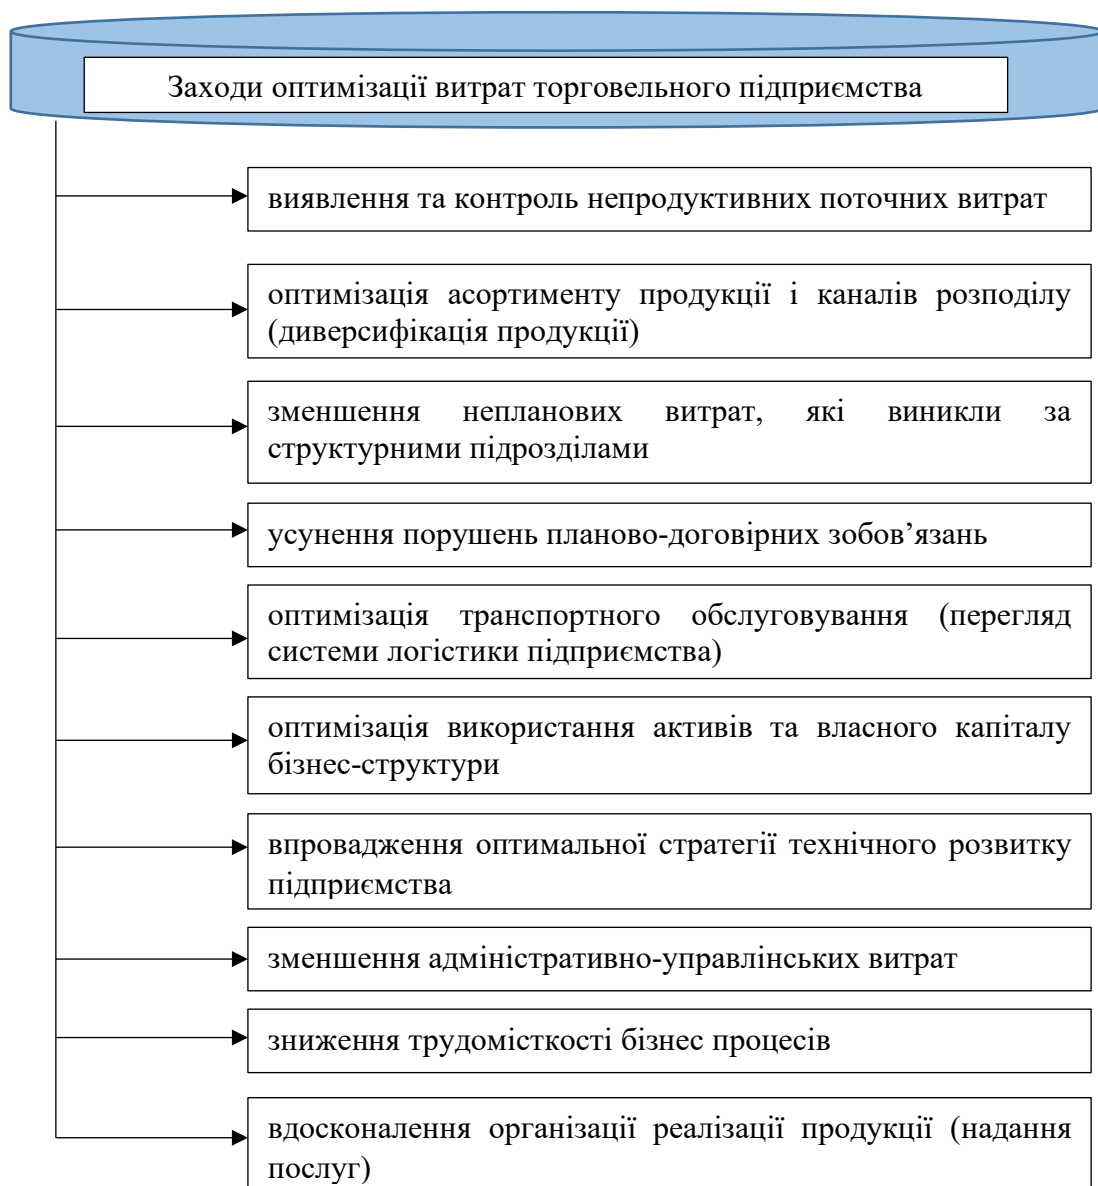 Заходи оптимізації витрат торговельного підприємства
виявлення та контроль непродуктивних поточних витрат
оптимізація асортименту продукції і каналів розподілу
(диверсифікація продукції)
зменшення непланових витрат, які виникли за
структурними підрозділами
усунення порушень планово-договірних зобов’язань
оптимізація транспортного обслуговування (перегляд
системи логістики підприємства)
оптимізація використання активів та власного капіталу
бізнес-структури
впровадження оптимальної стратегії технічного розвитку
підприємства
зменшення адміністративно-управлінських витрат
зниження трудомісткості бізнес процесів
вдосконалення організації реалізації продукції (надання
послуг)